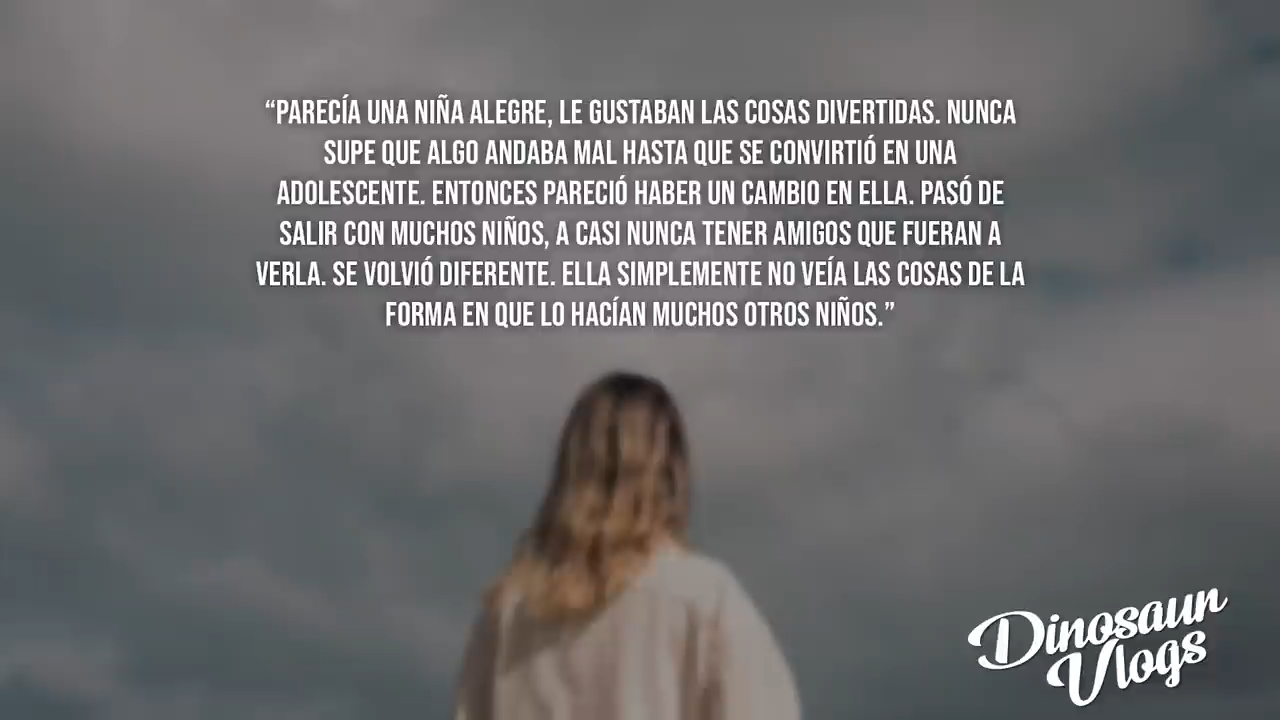 “PARECÍA UNA NIÑA ALEGRE, LE GUSTABAN LAS COSAS DIVERTIDAS. NUNCA
SUPE QUE ALGO ANDABA MAL HASTA QUE SE CONVIRTIÓ EN UNA
ADOLESCENTE. ENTONCES PARECIÓ HABER UN CAMBIO EN ELLA. PASÓ DE
SALIR CON MUCHOS NIÑOS, A CASI NUNCA TENER AMIGOS QUE FUERAN A
VERLA. SE VOLVIÓ DIFERENTE. ELLA SIMPLEMENTE NO VEÍA LAS COSAS DE LA
FORMA EN QUE LO HACÍAN MUCHOS OTROS NIÑOS.”
Dinosaur
Vlogs